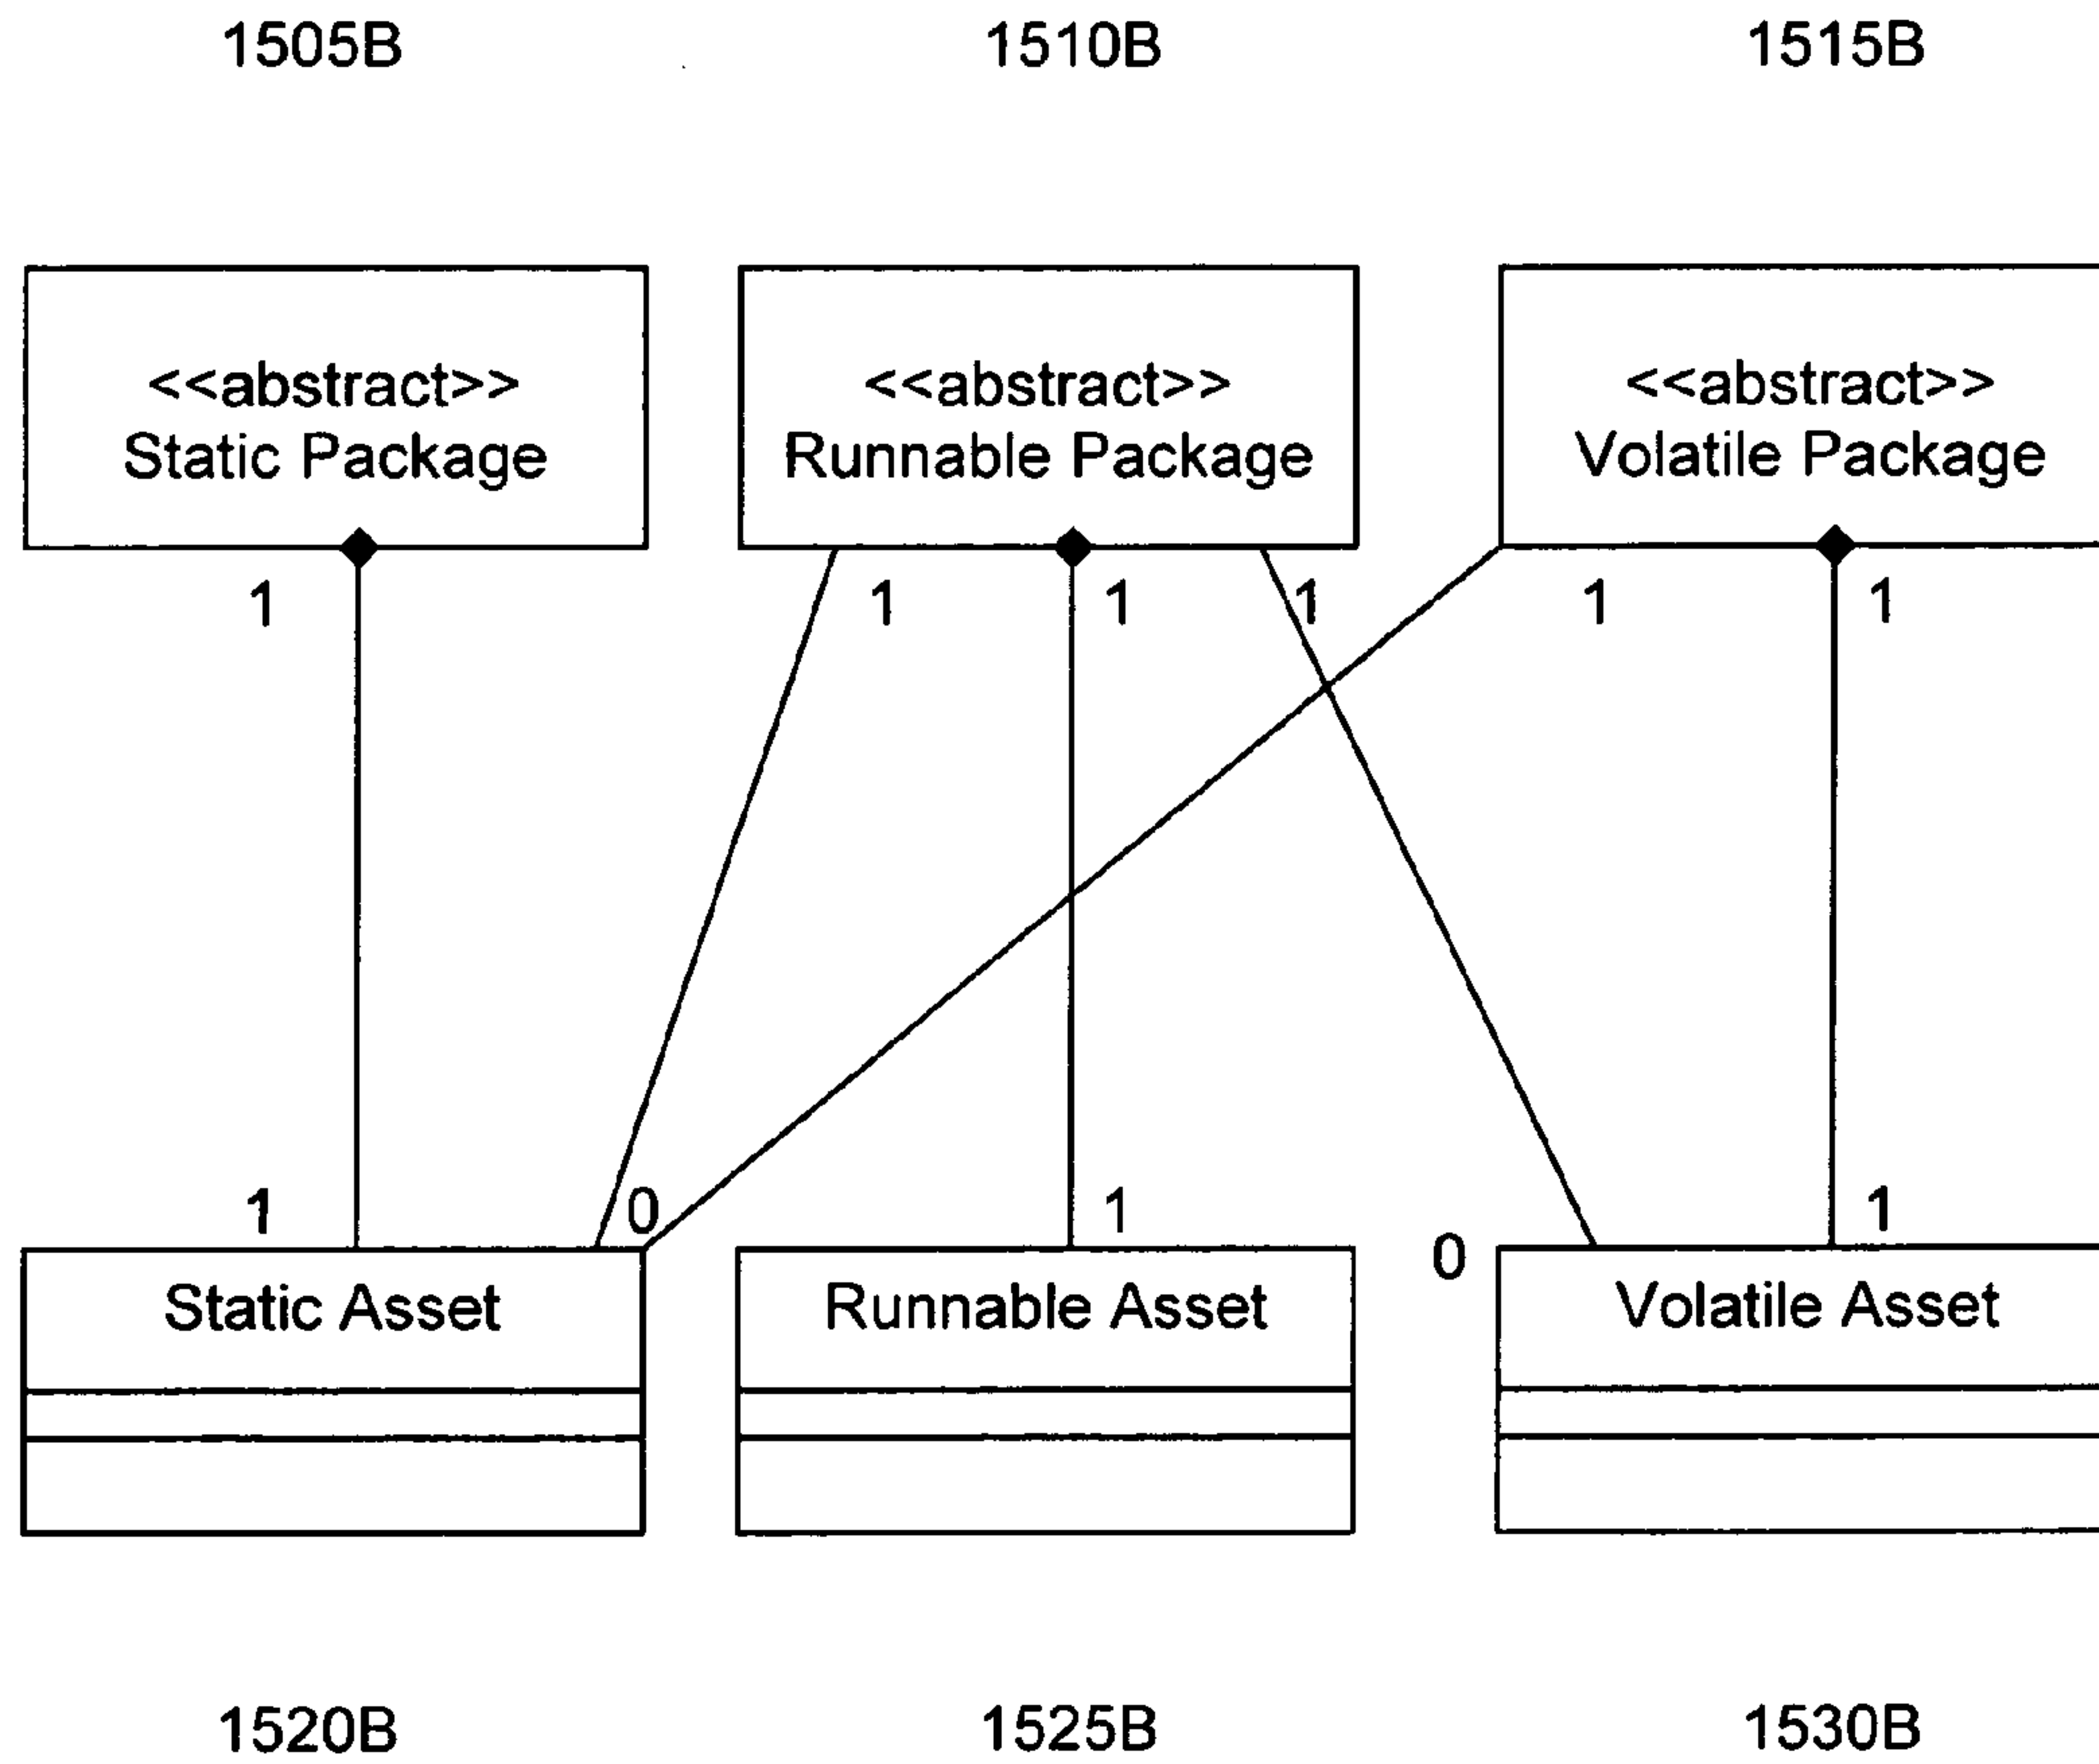 1505B
1510B
1515B
<<abstract>>
Static Package
<<abstract>>
Runnable Package
<<abstract>>
Volatile Package
1
1
1
1
1
1
1
0
1
0
1
Static Asset
Runnable Asset
Volatile Asset
1520B
1525B
1530B